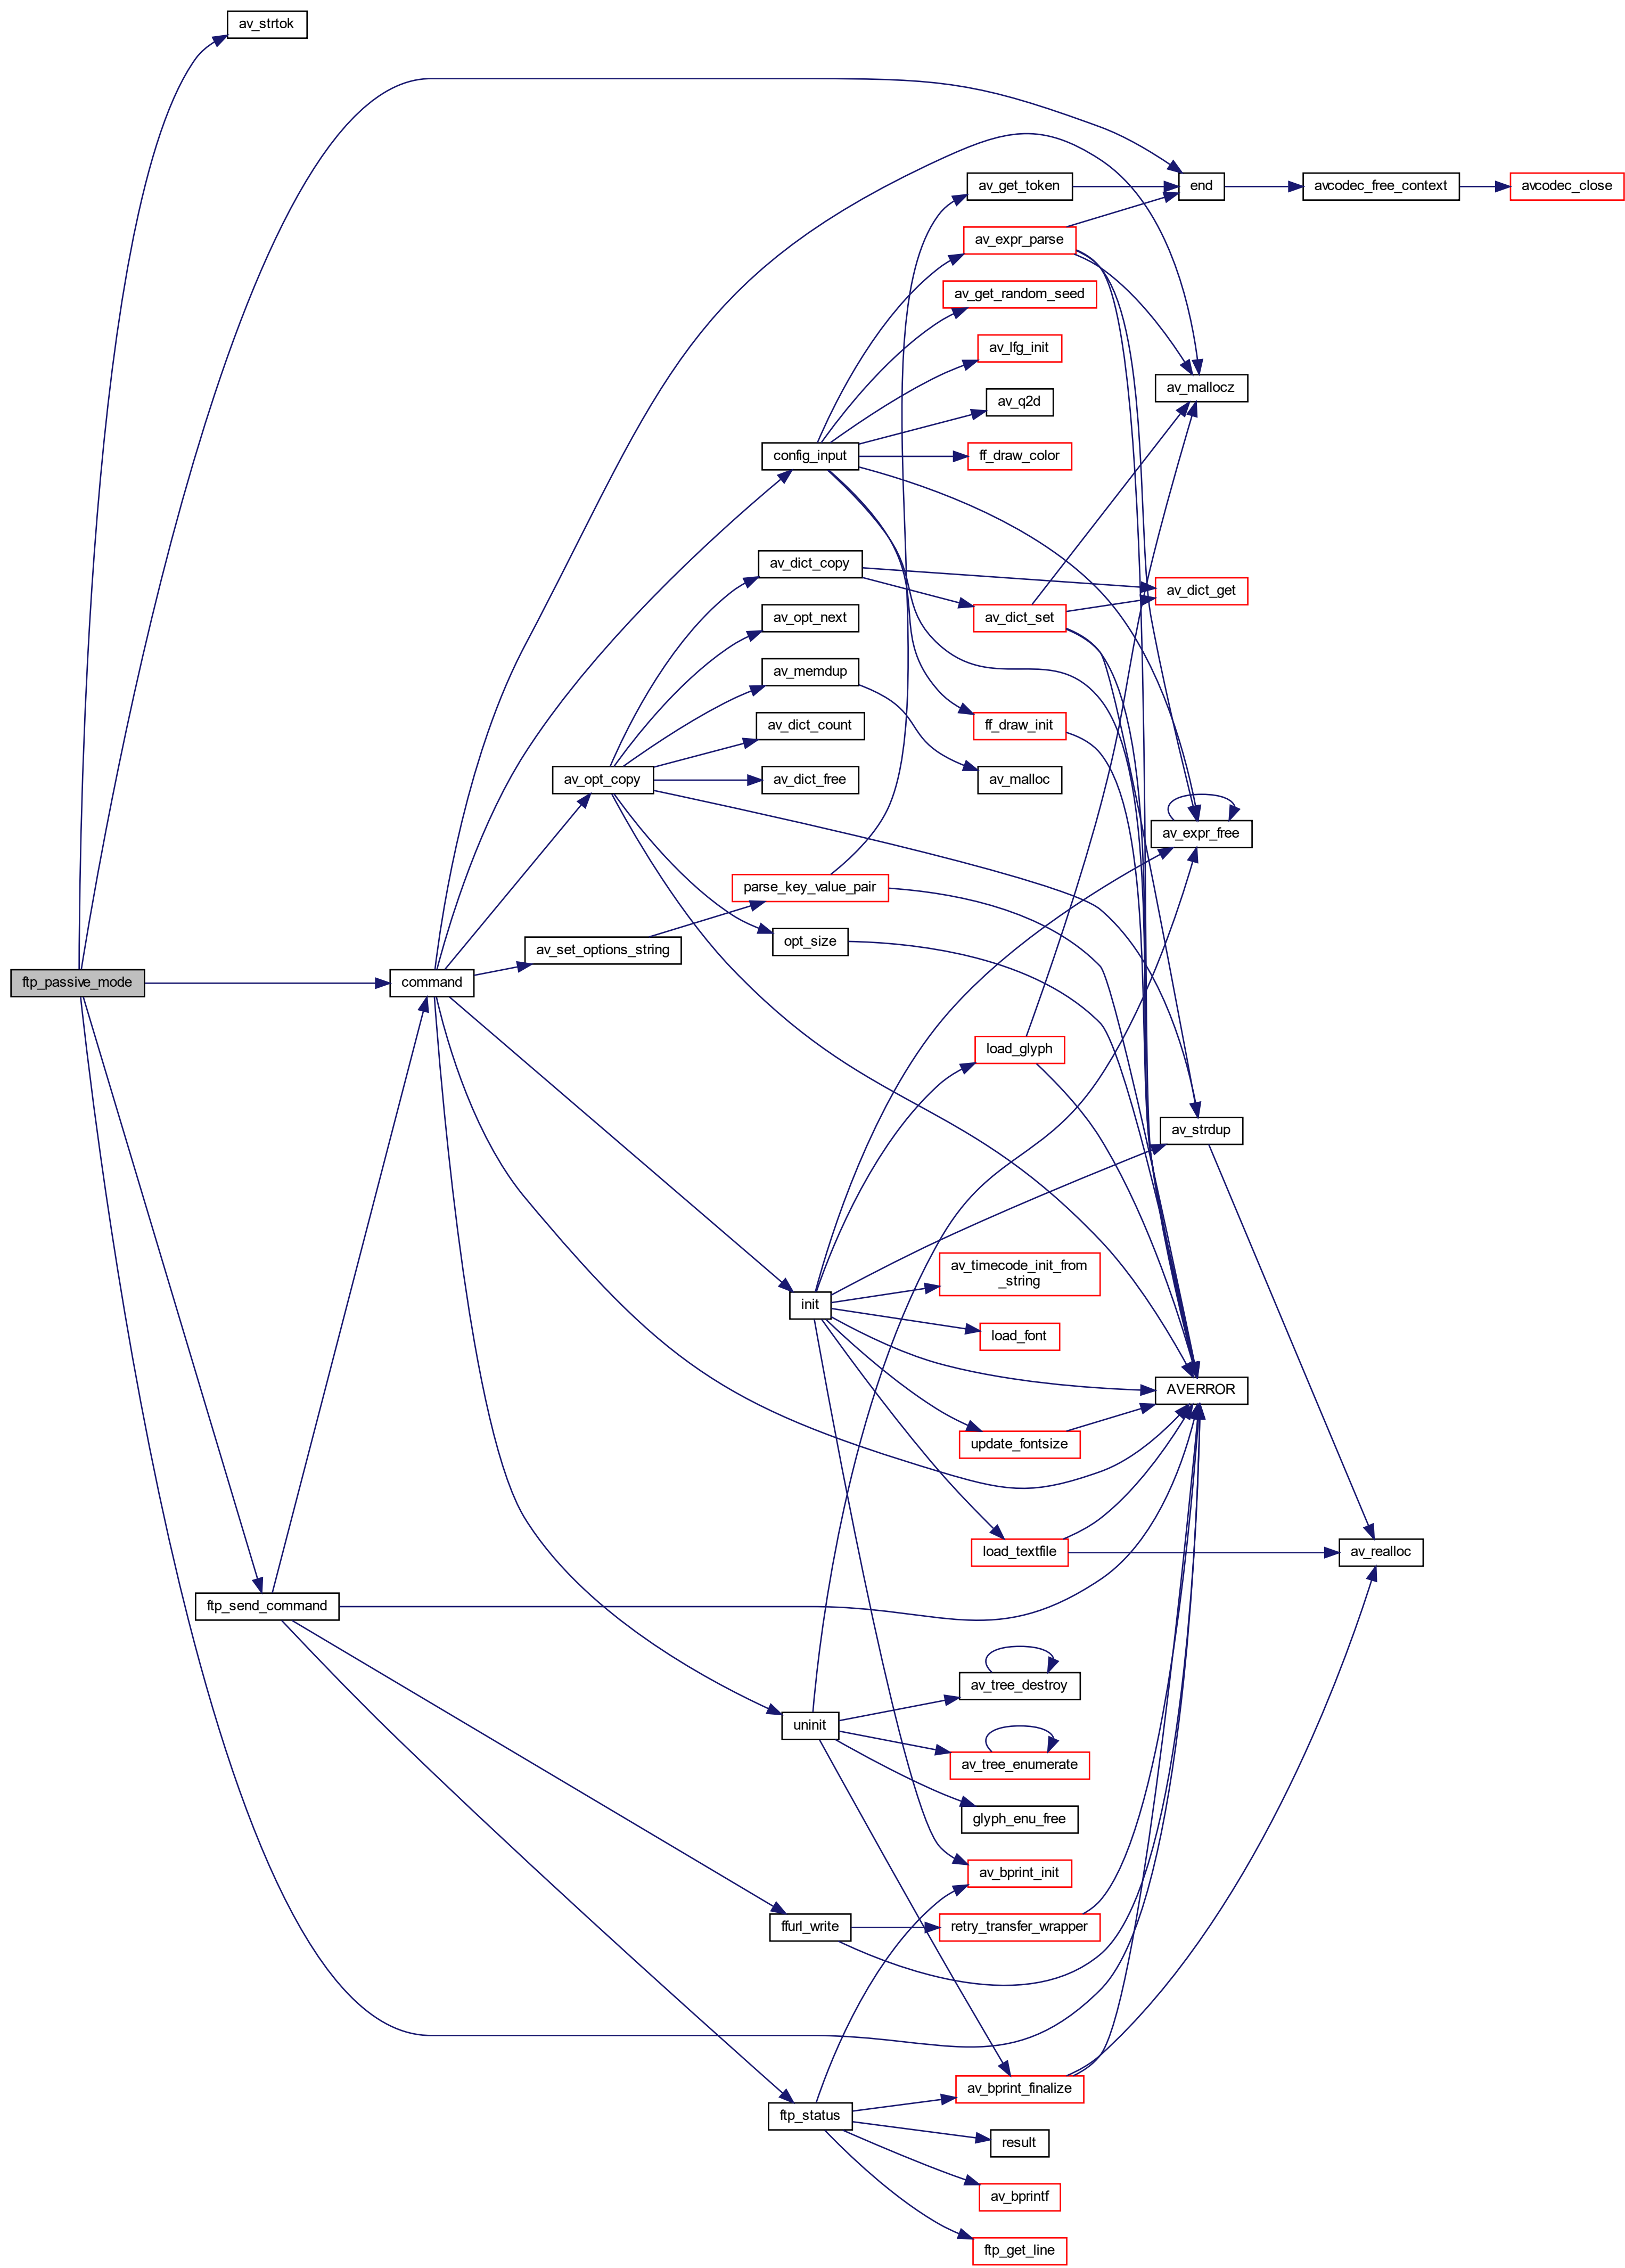 av_strtok
av_get_token
end
avcodec_free_context
avcodec_close
av_expr_parse
av_get_random_seed
av_lfg_init
av_mallocz
av_q2d
config_input
ff_draw_color
av_dict_copy
av_dict_get
av_opt_next
av_dict_set
av_memdup
av_dict_count
ff_draw_init
av_opt_copy
av_dict_free
av_malloc
av_expr_free
parse_key_value_pair
opt_size
av_set_options_string
ftp_passive_mode
command
load_glyph
av_strdup
av_timecode_init_from
_string
init
load_font
AVERROR
update_fontsize
load_textfile
av_realloc
ftp_send_command
av_tree_destroy
uninit
av_tree_enumerate
glyph_enu_free
av_bprint_init
ffurl_write
retry_transfer_wrapper
av_bprint_finalize
ftp_status
result
av_bprintf
ftp_get_line